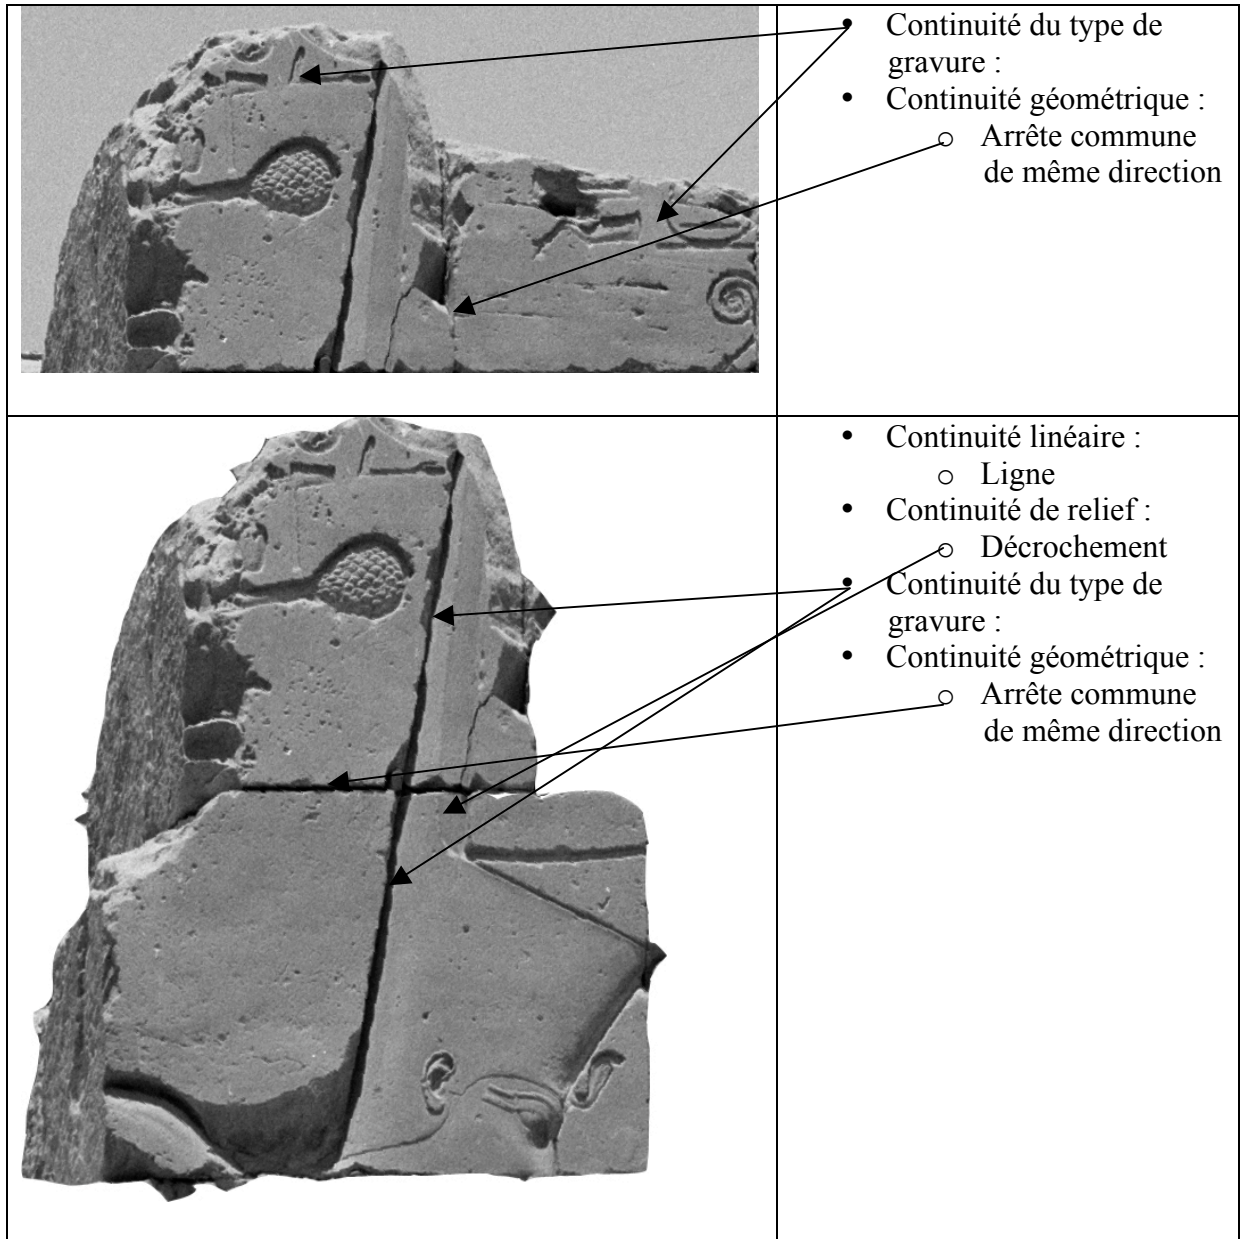 • Continuité du type de
gravure :
• Continuité géométrique :
o Arrête commune
de même direction
• Continuité linéaire :
o Ligne
• Continuité de relief :
o Décrochement
• Continuité du type de
gravure :
• Continuité géométrique :
o Arrête commune
de même direction